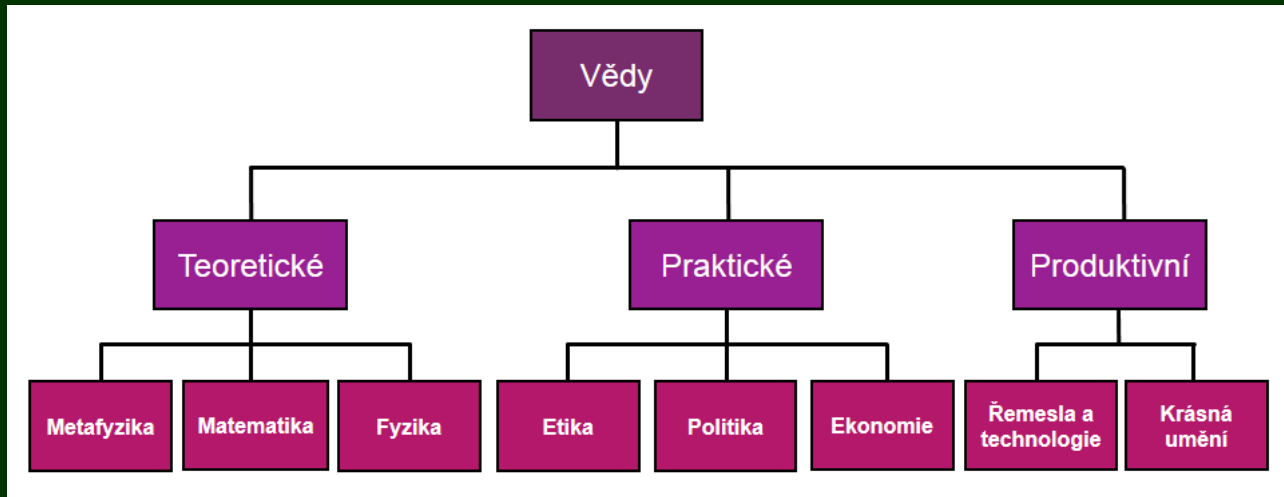 Vědy
Teoretické
Praktické
Produktivní
Metafyzika
Matematika
Fyzika
Etika
Politika
Ekonomie
Řemesla a
technologie
Krásná
umění